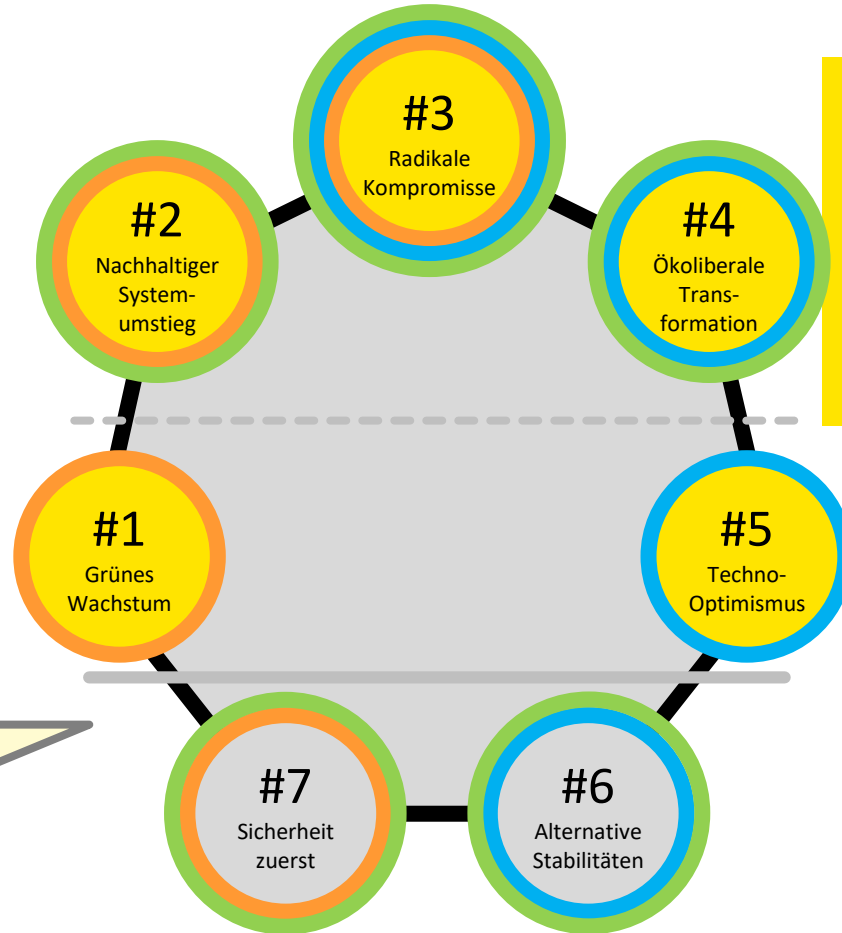 #3
Radikale
Kompromisse
#2
Nachhaltiger
System-
umstieg
#4
Ökoliberale
Trans-
formation
#1
Grünes
Wachstum
#5
Techno-
Optimismus
#7
Sicherheit
zuerst
#6
Alternative
Stabilitäten